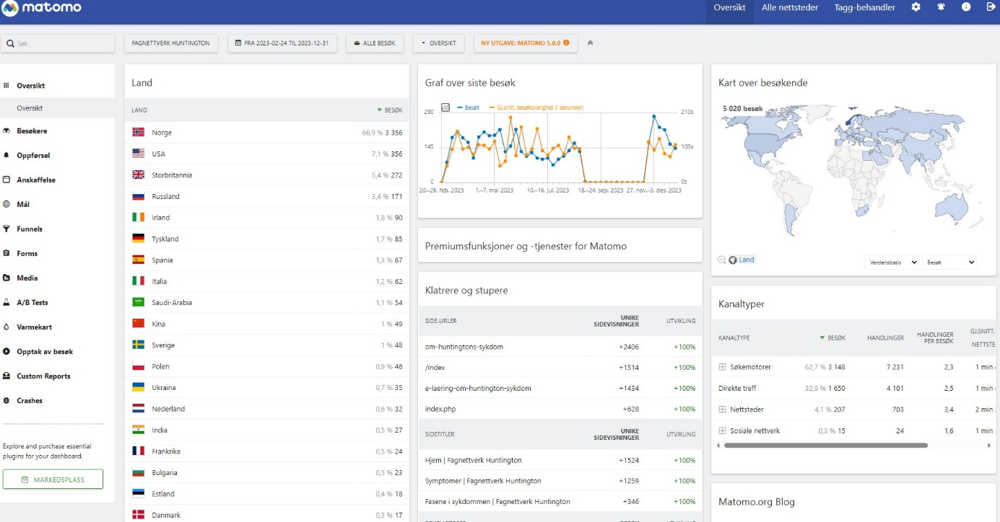 matomo
Oversikt
Alle nettsteder
Tagg-behandler
Søk
FAGNETTVERK HUNTINGTON
FRA 2023-02-24 TIL 2023-12-31
ALLE BESØK
OVERSIKT
NY UTGAVE: MATOMO 5.0.0
Oversikt
Oversikt
Besøkere
Oppførsel
Anskaffelse
Mål
Funnels
Forms
Media
A/B Tests
Varmekart
Opptak av besøk
Custom Reports
Crashes
Explore and purchase essential
plugins for your dashboard.
MARKEDSPLASS
Land
LAND BESØK
Norge 66,9 % 3 356
USA 7,1 % 356
Storbritannia 5,4 % 272
Russland 3,4 % 171
Irland 1,8 % 90
Tyskland 1,7 % 85
Spania 1,3 % 67
Italia 1,2 % 62
Saudi-Arabia 1,1 % 54
Kina 1 % 49
Sverige 1 % 48
Polen 0,9 % 46
Ukraina 0,7 % 35
Nederland 0,6 % 32
India 0,5 % 27
Frankrike 0,5 % 24
Bulgaria 0,5 % 23
Estland 0,4 % 18
Danmark 0,3 % 17
Graf over siste besøk
Besøk Gj.snitt. besøksvarighet (i sekunder)
290 210s
145 105s
0 0s
20.–26. feb. 2023 1–7. mai 2023 10.–16. jul. 2023 18–24. sep. 2023 27. nov.–3. des. 2023
Premiumsfunksjoner og -tjenester for Matomo
Klatrere og stupere
SIDE-URLER UNIKE SIDEVISNINGER UTVIKLING
om-huntingtons-sykdom +2406 +100%
/index +1514 +100%
e-laering-om-huntington-sykdom +1434 +100%
index.php +628 +100%
SIDETITLER UNIKE SIDEVISNINGER UTVIKLING
Hjem | Fagnettverk Huntington +1524 +100%
Symptomer | Fagnettverk Huntington +1259 +100%
Fasene i sykdommen | Fagnettverk Huntington +346 +100%
Kart over besøkende
5 020 besøk
Land
Verdensbasis
Besøk
Kanaltyper
KANALTYPE BESØK HANDLINGER HANDLINGER PER BESØK GJ.SNITT. NETTSTE
Søkemotorer 62,7 % 3 148 7 231 2,3 1 min
Direkte treff 32,9 % 1 650 4 101 2,5 1 min
Nettsteder 4,1 % 207 703 3,4 2 min
Sosiale nettverk 0,3 % 15 24 1,6 1 min
Matomo.org Blog